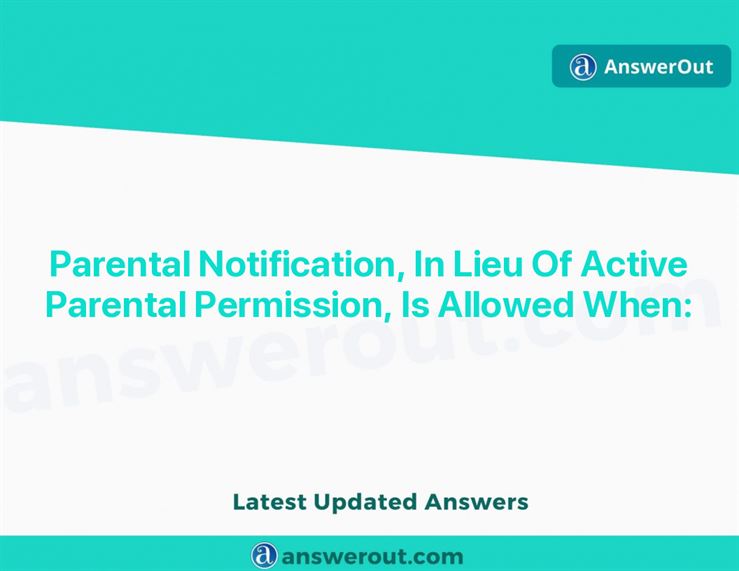 AnswerOut
Parental Notification, In Lieu Of Active
Parental Permission, Is Allowed When:
answerout.com
Latest Updated Answers
answerout.com